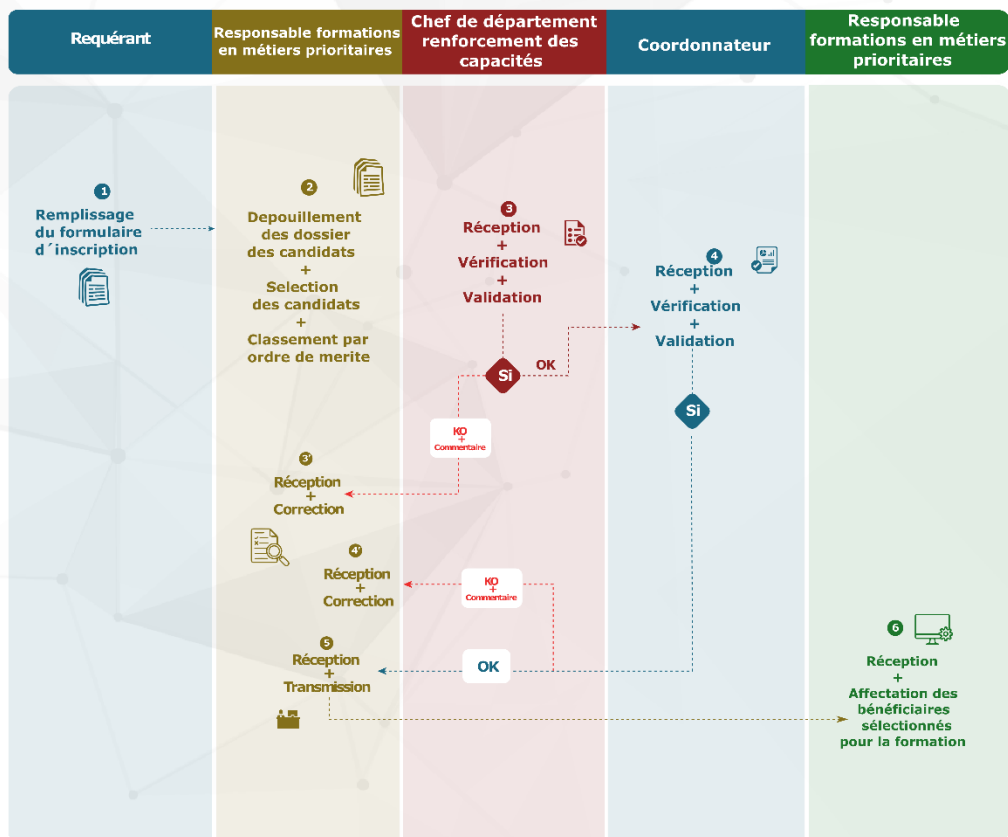 Requérant
Responsable formations
en métiers prioritaires
Chef de département
renforcement des
capacités
Coordonnateur
Responsable
formations en métiers
prioritaires
1
Remplissage
du formulaire
d´inscription
2
Depouillement
des dossier
des candidats
+
Selection
des candidats
+
Classement par
ordre de merite
3
Réception
+
Vérification
+
Validation
Si
OK
KO
+
Commentaire
4
Réception
+
Vérification
+
Validation
Si
3'
Réception
+
Correction
4'
Réception
+
Correction
KO
+
Commentaire
5
Réception
+
Transmission
OK
6
Réception
+
Affectation des
bénéficiaires
sélectionnés
pour la formation